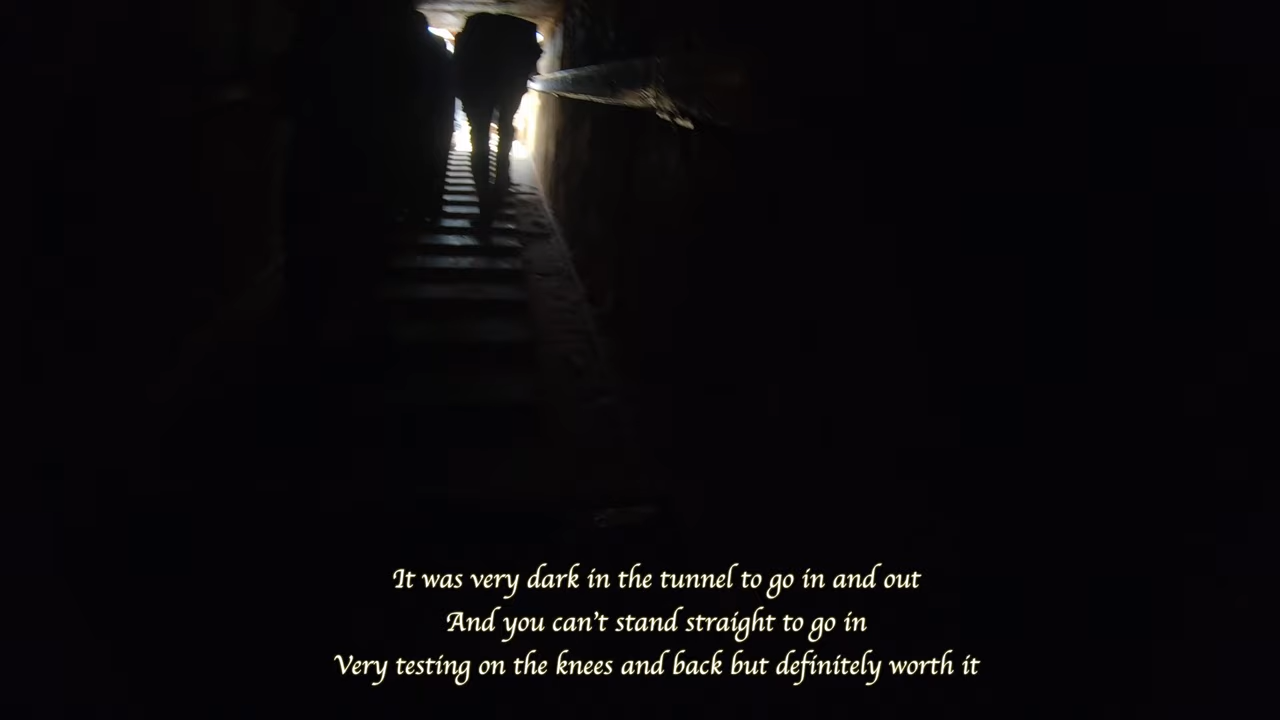 It was very dark in the tunnel to go in and out
And you can't stand straight to go in
Very testing on the knees and back but definitely worth it